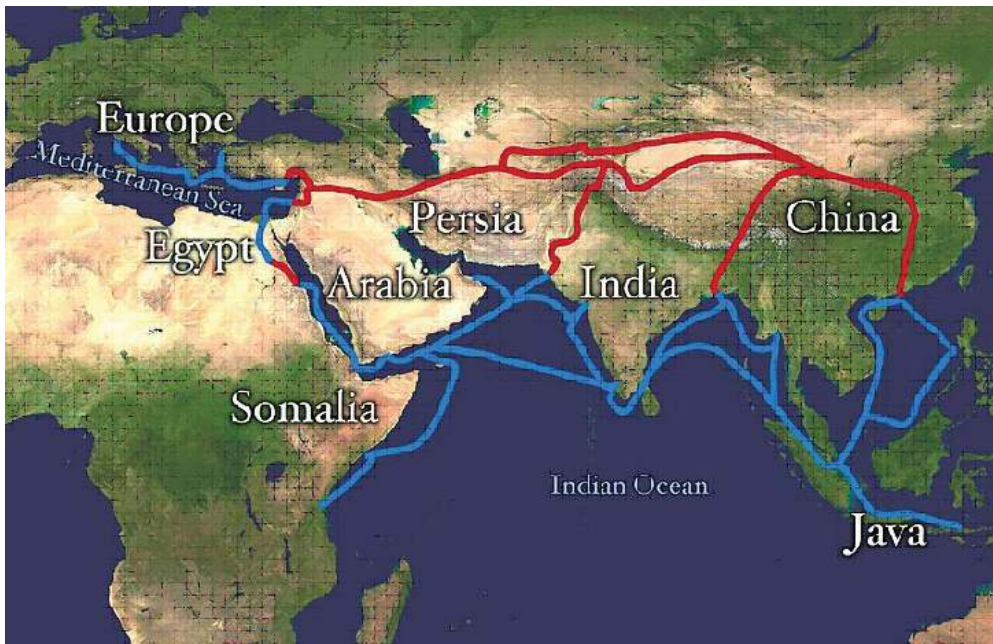 Europe
Mediterranean Sea
Egypt
Persia
China
Arabia
India
Somalia
Indian Ocean
Java